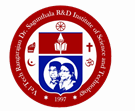 Vel Tech Rangarajan Dr. Sagunthala R&D Institute of Science and Technology
1997